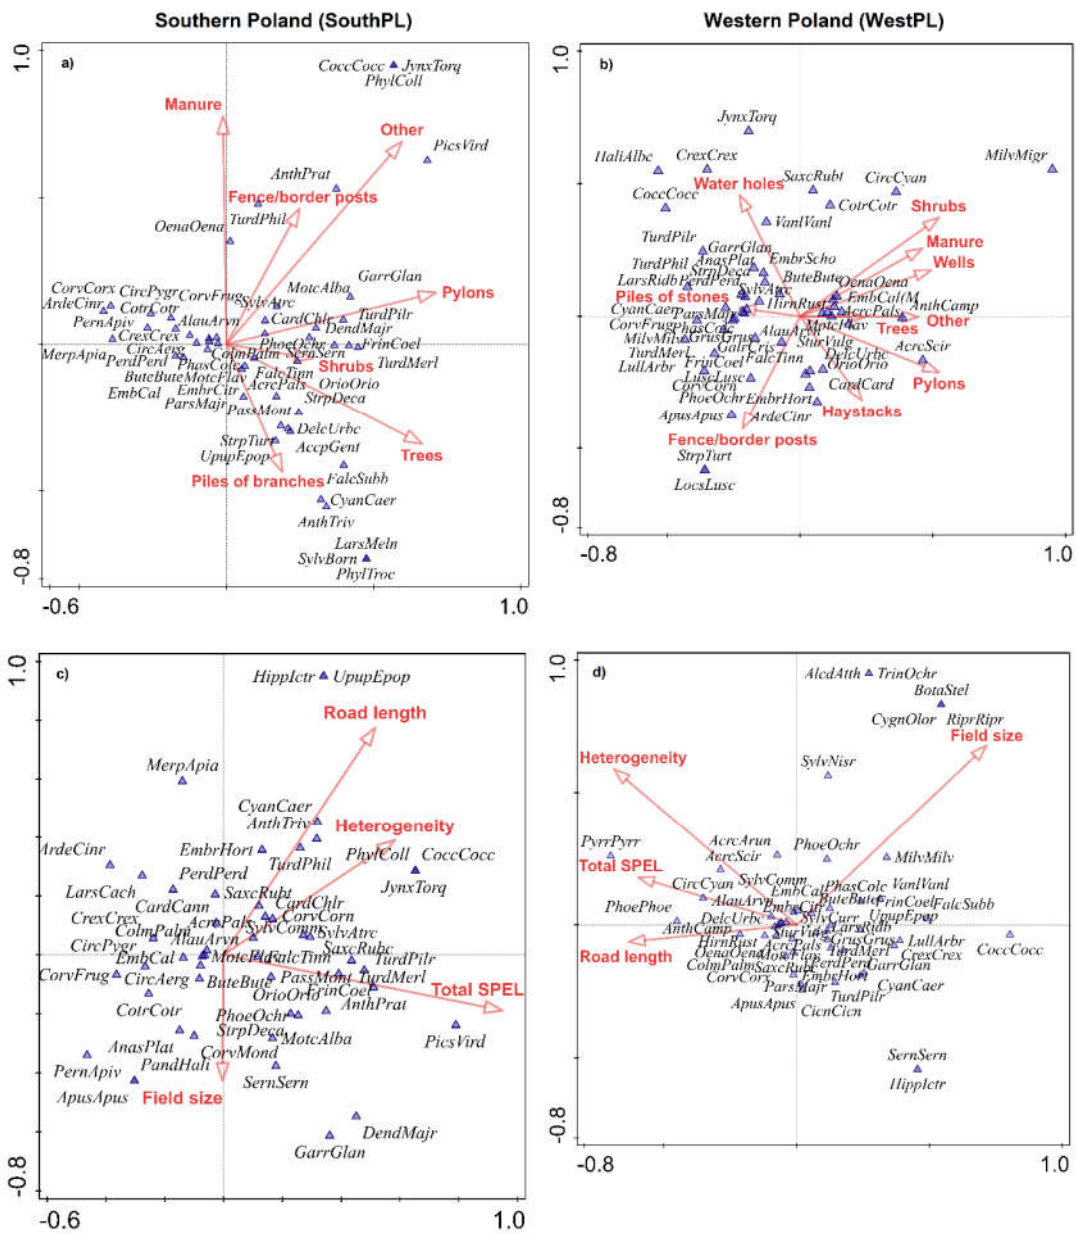 Southern Poland (SouthPL)
Western Poland (WestPL)
a)
1.0
CoccCocc JynxTorq
PhylColl
Manure
Other
PicsVird
AnthPrat
Fence/border posts
TurdPhil
OenaOena
GarrGlan
CorvCorx CircPygr
CorvFrug
MotcAlba
Pylons
ArdeCinr
CotrCotr
SylvAtrc
CardChlr
TurdPilr
PernApiv
AlauArvn
DendMajr
CrexCrex
PhoeOchr
FrinCoel
MerpApia
CircAerg
ColmPalm
SernSern
PerdPerd
PhasColc
FalcTinn
Shrubs
TurdMerl
ButeBute
MotcFlav
EmbCal
EmbrCitr
AcrcPals
OrioOrio
ParsMajr
PassMont
StrpDeca
StrpTurt
DelcUrbc
UpupEpop
AccpGent
Trees
Piles of branches
FalcSubb
CyanCaer
AnthTriv
LarsMeln
SylvBorn
PhylTroc
-0.8
-0.6
1.0
b)
1.0
JynxTorq
HaliAlbc
CrexCrex
MilvMigr
Water holes
SaxcRubt
CircCyan
CoccCocc
CotrCotr
Shrubs
VanlVanl
TurdPilr
GarrGlan
Manure
TurdPhil
AnasPlat
EmbrScho
Wells
StrpDeca
ButeBute
LarsRidb
PerdPerd
SylvAtrc
OenaOena
Piles of stones
HirnRust
EmbCal(M
AnthCamp
CyanCaer
ParsMajr
AcrcPals
Other
CorvFrug
PhasColc
AlauArvn
MotcFlav
Trees
MilvMilv
GrusGrus
SturVulg
AcrcScir
TurdMerl
GalrCris
DelcUrbc
LullArbr
FrinCoel
FalcTinn
OrioOrio
LuscLusc
Pylons
CorvCorn
CardCard
PhoeOchr
EmbrHort
Haystacks
ApusApus
ArdeCinr
Fence/border posts
StrpTurt
LocsLusc
-0.8
-0.8
1.0
c)
1.0
HippIctr UpupEpop
Road length
MerpApia
CyanCaer
AnthTriv
Heterogeneity
ArdeCinr
EmbrHort
PhylColl CoccCocc
PerdPerd
TurdPhil
JynxTorq
LarsCach
SaxcRubt
CardCann
CardChlr
CrexCrex
AcrcPals
CorvCorn
ColmPalm
SylvComm
SylvAtrc
CircPygr
AlauArvn
SaxcRubc
EmbCal
MotcFlav
FalcTinn
TurdPilr
CorvFrug
CircAerg
ButeBute
PassMont
TurdMerl
FrinCoel
Total SPEL
CotrCotr
OrioOrio
AnthPrat
PhoeOchr
StrpDeca
AnasPlat
MotcAlba
PicsVird
PernApiv
PandHali
CorvMond
SernSern
ApusApus
Field size
DendMajr
GarrGlan
-0.8
-0.6
1.0
d)
1.0
AlcdAtth TrinOchr
BotaStel
CygnOlor RiprRipr
Field size
Heterogeneity
SylvNisr
PyrrPyrr
AcrcArun
PhoeOchr
Total SPEL
AcrcScir
MilvMilv
CircCyan
SylvComm
EmbCal
PhasColc
VanlVanl
AlauArvn
ButeBute
FrinCoel
FalcSubb
PhoePhoe
EmbrCitr
DelcUrbc
SylvCurr
UpupEpop
AnthCamp
SturVulg
LarsRidb
Road length
HirnRust
GrusGrus
LullArbr
OenaOena
AcrcPals
TurdMerl
CrexCrex
CoccCocc
MotcFlav
ColmPalm
SaxcRubt
PerdPerd
GarrGlan
CorvCorx
EmbrHort
ParsMajr
CyanCaer
ApusApus
TurdPilr
CicnCicn
SernSern
HippIctr
-0.8
-0.8
1.0